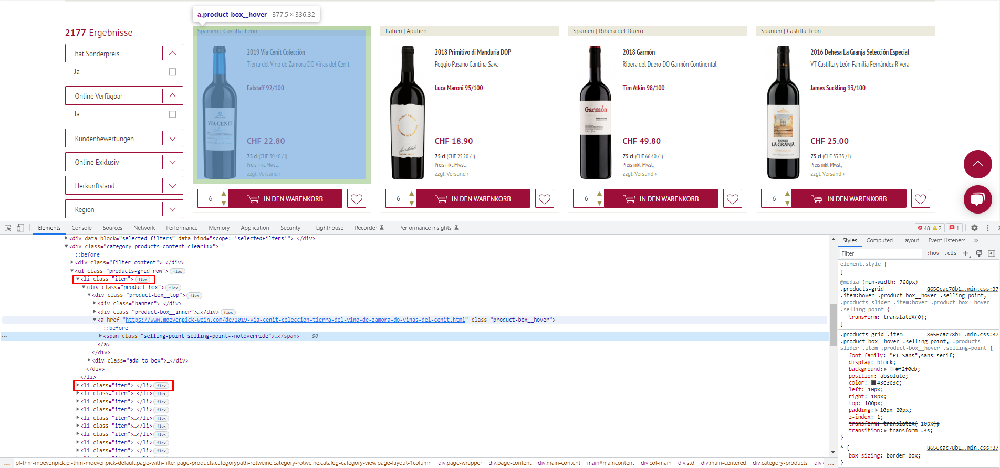 a.product-box__hover 377.5 × 336.32
2177 Ergebnisse
hat Sonderpreis
Ja
Online Verfügbar
Ja
Kundenbewertungen
Online Exklusiv
Herkunftsland
Region
Spanien | Castilla-León
2019 Via Cenit Colección
Tierra del Vino de Zamora DO Viñas del Cenit
Falstaff 92/100
VIA CENIT
CHF 22.80
75 cl (CHF 30.40 / l)
Preis inkl. Mwst.,
zzgl. Versand ›
6 IN DEN WARENKORB
Italien | Apulien
2018 Primitivo di Manduria DOP
Poggio Pasano Cantina Sava
Luca Maroni 95/100
CHF 18.90
75 cl (CHF 25.20 / l)
Preis inkl. Mwst.,
zzgl. Versand ›
6 IN DEN WARENKORB
Spanien | Ribera del Duero
2018 Garmón
Ribera del Duero DO Garmón Continental
Tim Atkin 98/100
Garmón
CHF 49.80
75 cl (CHF 66.40 / l)
Preis inkl. Mwst.,
zzgl. Versand ›
6 IN DEN WARENKORB
Spanien | Castilla-León
2016 Dehesa La Granja Selección Especial
VT Castilla y León Familia Fernández Rivera
James Suckling 93/100
DEHESA
LA GRANJA
CHF 25.00
75 cl (CHF 33.33 / l)
Preis inkl. Mwst.,
zzgl. Versand ›
6 IN DEN WARENKORB
Elements Console Sources Network Performance Memory Application Security Lighthouse Recorder Performance insights 48 2 1
<div data-block="selected-filters" data-bind="scope: 'selectedFilters'">…</div>
<div class="category-products-content clearfix">
::before
<div class="filter-content">…</div>
<ul class="products-grid row"> flex
<li class="item"> flex
<div class="product-box"> flex
<div class="product-box__top"> flex
<div class="banner">…</div>
<div class="product-box__inner">…</div> flex
<a href="https://www.moevenpick-wein.com/de/2019-via-cenit-coleccion-tierra-del-vino-de-zamora-do-vinas-del-cenit.html" class="product-box__hover">
::before
… <span class="selling-point selling-point--notoverride">…</span> == $0
</a>
</div>
<div class="add-to-box">…</div>
</div>
</li>
<li class="item">…</li> flex
<li class="item">…</li> flex
<li class="item">…</li> flex
<li class="item">…</li> flex
<li class="item">…</li> flex
<li class="item">…</li> flex
<li class="item">…</li> flex
<li class="item">…</li> flex
<li class="item">…</li> flex
Styles Computed Layout Event Listeners »
Filter :hov .cls +
element.style {
}
@media (min-width: 768px)
.products-grid 8656cac78b1….min.css:37
.item:hover .product-box__hover .selling-point,
.products-slider .item:hover .product-box__hover
.selling-point {
transform: translateX(0);
}
.products-grid .item 8656cac78b1….min.css:37
.product-box__hover .selling-point, .products-
slider .item .product-box__hover .selling-point {
font-family: "PT Sans",sans-serif;
display: block;
background: #f2f0eb;
position: absolute;
color: #3c3c3c;
left: 10px;
right: 10px;
top: 100px;
padding: 10px 20px;
z-index: 1;
transform: translateX(-10px);
transition: transform .3s;
}
* { 8656cac78b1….min.css:37
box-sizing: border-box;
}
… .pl-thm-moevenpick.pl-thm-moevenpick-default.page-with-filter.page-products.categorypath-rotweine.category-rotweine.catalog-category-view.page-layout-1column div.page-wrapper div.page-content div.main-content main#maincontent div.col-main div.std div.main-centered div.category-products …